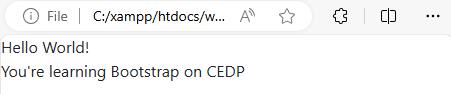 File C:/xampp/htdocs/w...
Hello World!
You're learning Bootstrap on CEDP